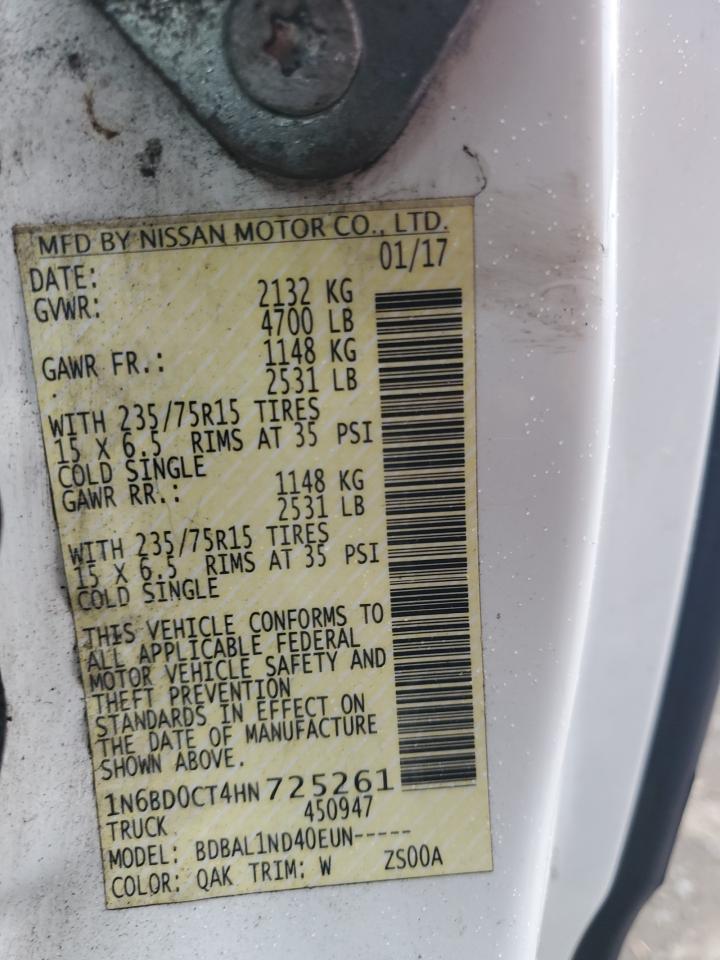 MFD BY NISSAN MOTOR CO., LTD.
DATE: 01/17
GVWR: 2132 KG
4700 LB
GAWR FR.: 1148 KG
2531 LB
WITH 235/75R15 TIRES
15 X 6.5 RIMS AT 35 PSI
COLD SINGLE
GAWR RR.: 1148 KG
2531 LB
WITH 235/75R15 TIRES
15 X 6.5 RIMS AT 35 PSI
COLD SINGLE
THIS VEHICLE CONFORMS TO
ALL APPLICABLE FEDERAL
MOTOR VEHICLE SAFETY AND
THEFT PREVENTION
STANDARDS IN EFFECT ON
THE DATE OF MANUFACTURE
SHOWN ABOVE.
1N6BD0CT4HN725261
TRUCK 450947
MODEL: BDBAL1ND40EUN-----
COLOR: QAK TRIM: W ZS00A